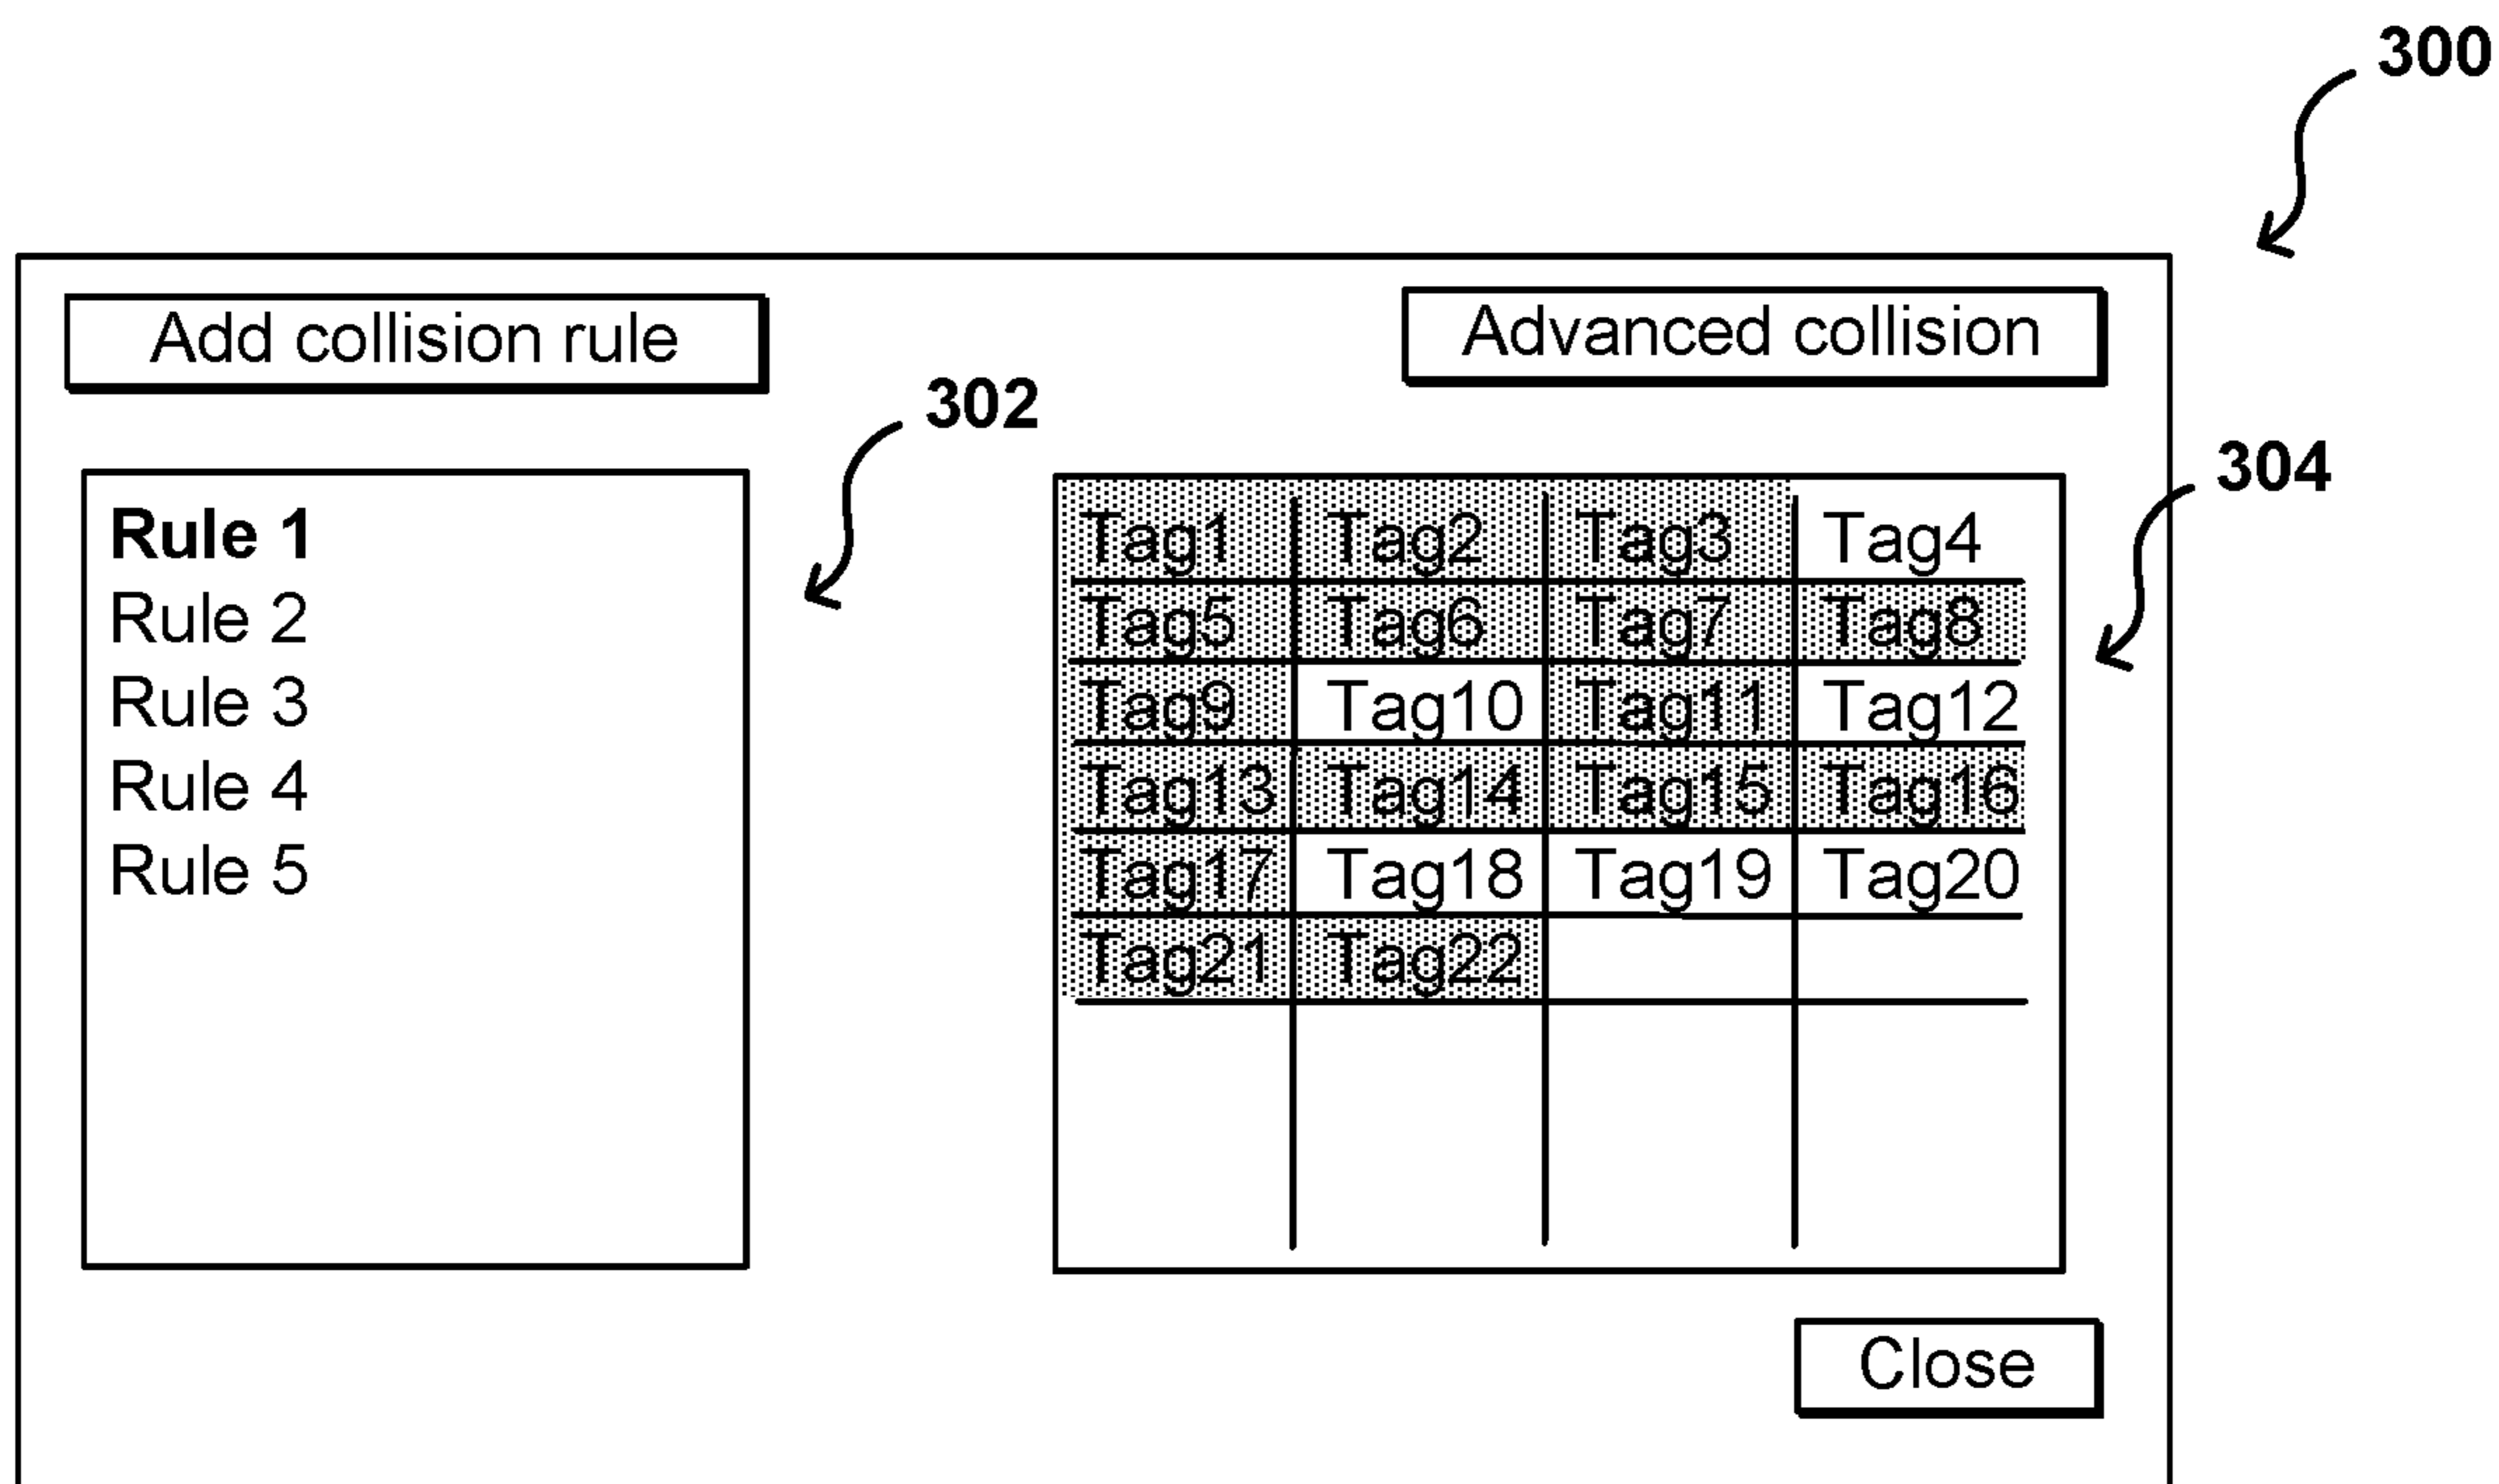 300
Add collision rule
Advanced collision
302
304
Rule 1
Rule 2
Rule 3
Rule 4
Rule 5
Tag1 Tag2 Tag3 Tag4
Tag5 Tag6 Tag7 Tag8
Tag9 Tag10 Tag11 Tag12
Tag13 Tag14 Tag15 Tag16
Tag17 Tag18 Tag19 Tag20
Tag21 Tag22
Close